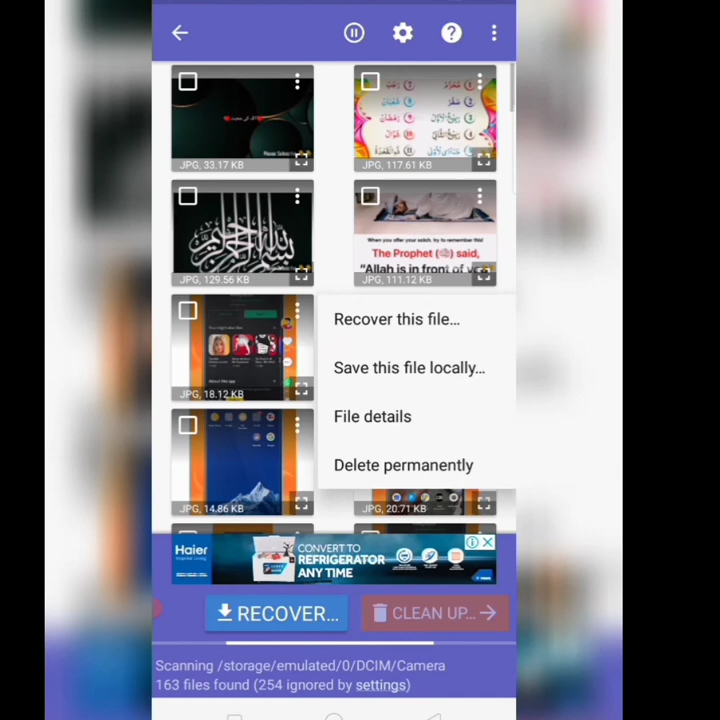 JPG, 33.17 KB
JPG, 117.61 KB
JPG, 129.56 KB
When you offer your salah, try to remember this!
The Prophet (ﷺ) said,
"Allah is in front of
JPG, 111.12 KB
JPG, 18.12 KB
About this app
Recover this file...
Save this file locally...
File details
Delete permanently
JPG, 14.86 KB
JPG, 20.71 KB
Haier
CONVERT TO
REFRIGERATOR
ANY TIME
RECOVER...
CLEAN UP...
Scanning /storage/emulated/0/DCIM/Camera
163 files found (254 ignored by settings)